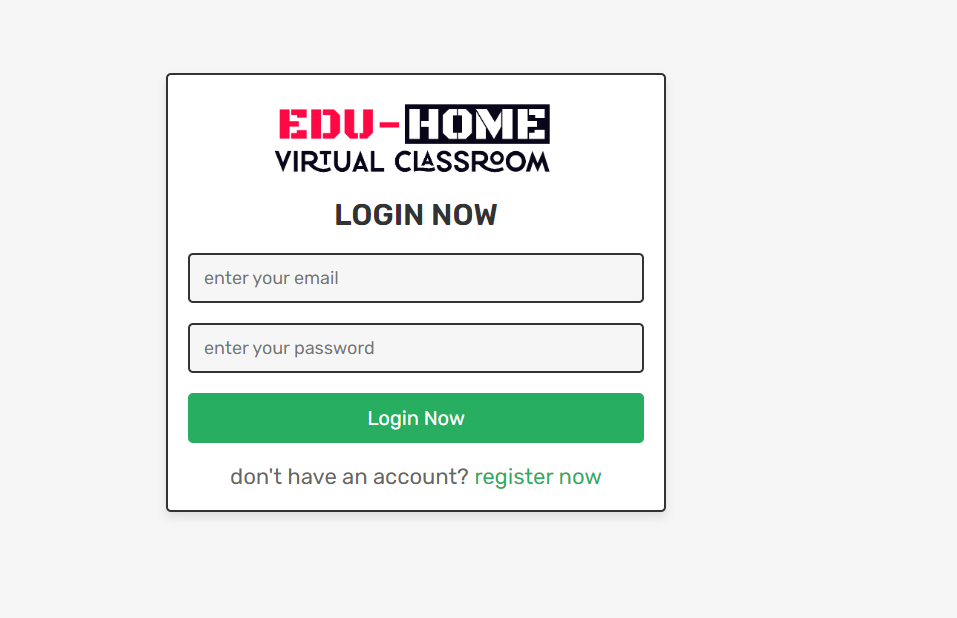 EDU-HOME
VIRTUAL CLASSROOM
LOGIN NOW
enter your email
enter your password
Login Now
don't have an account? register now